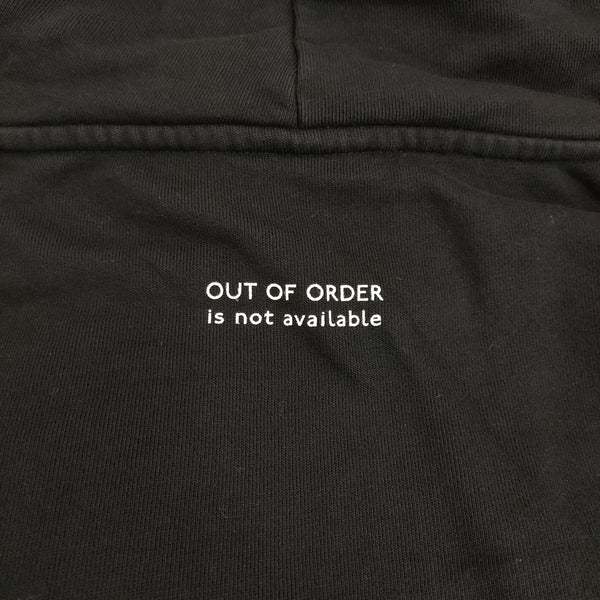 OUT OF ORDER
is not available